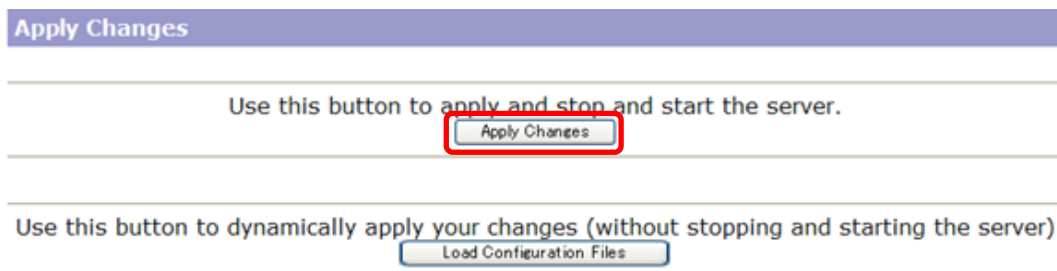 Apply Changes
Use this button to apply and stop and start the server.
Apply Changes
Use this button to dynamically apply your changes (without stopping and starting the server)
Load Configuration Files